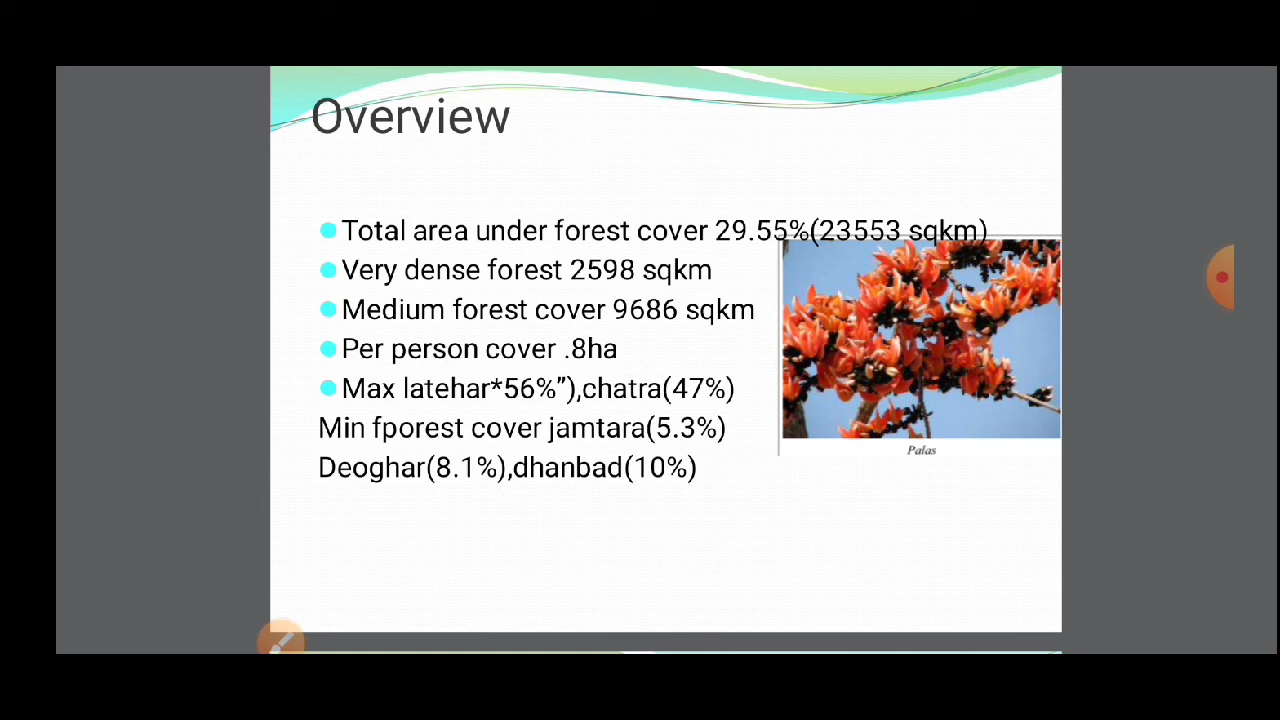 Overview
Total area under forest cover 29.55%(23553 sqkm)
Very dense forest 2598 sqkm
Medium forest cover 9686 sqkm
Per person cover .8ha
Max latehar*56%”),chatra(47%)
Min fporest cover jamtara(5.3%)
Deoghar(8.1%),dhanbad(10%)
Palas